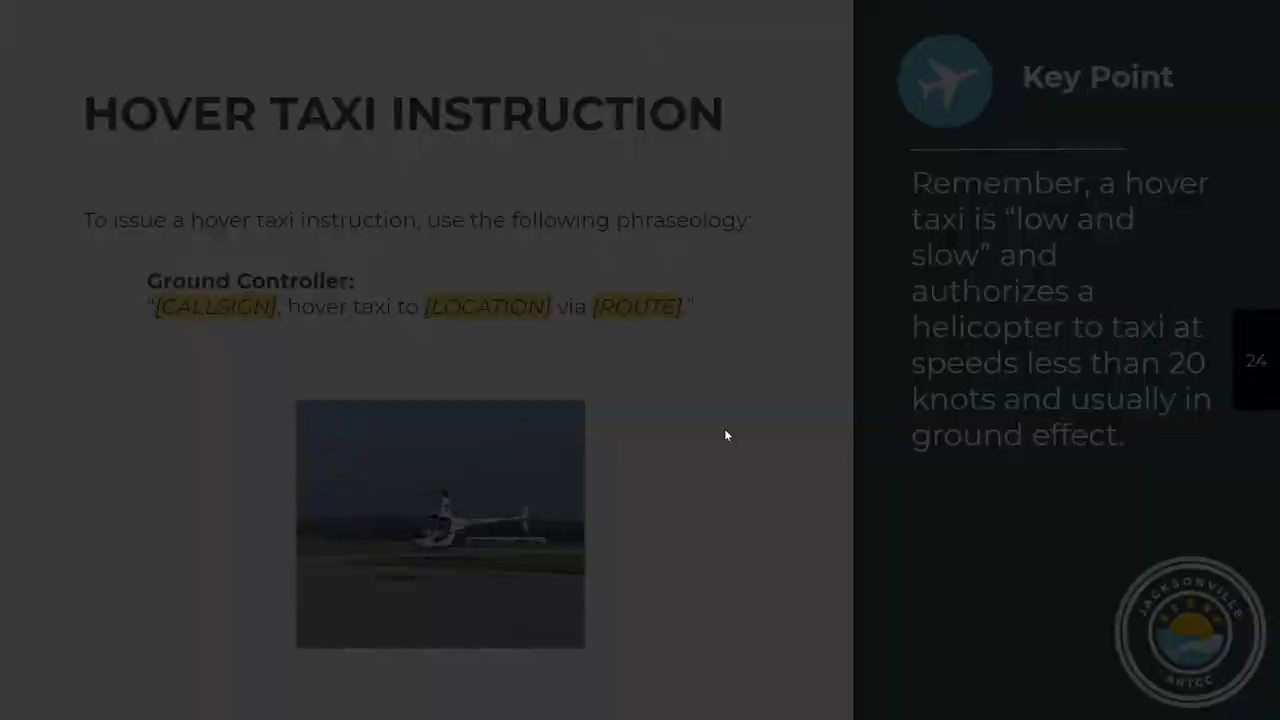 HOVER TAXI INSTRUCTION
To issue a hover taxi instruction, use the following phraseology:
Ground Controller:
“[CALLSIGN], hover taxi to [LOCATION] via [ROUTE].”
Key Point
Remember, a hover
taxi is “low and
slow” and
authorizes a
helicopter to taxi at
speeds less than 20
knots and usually in
ground effect.
24
JACKSONVILLE
ARTCC